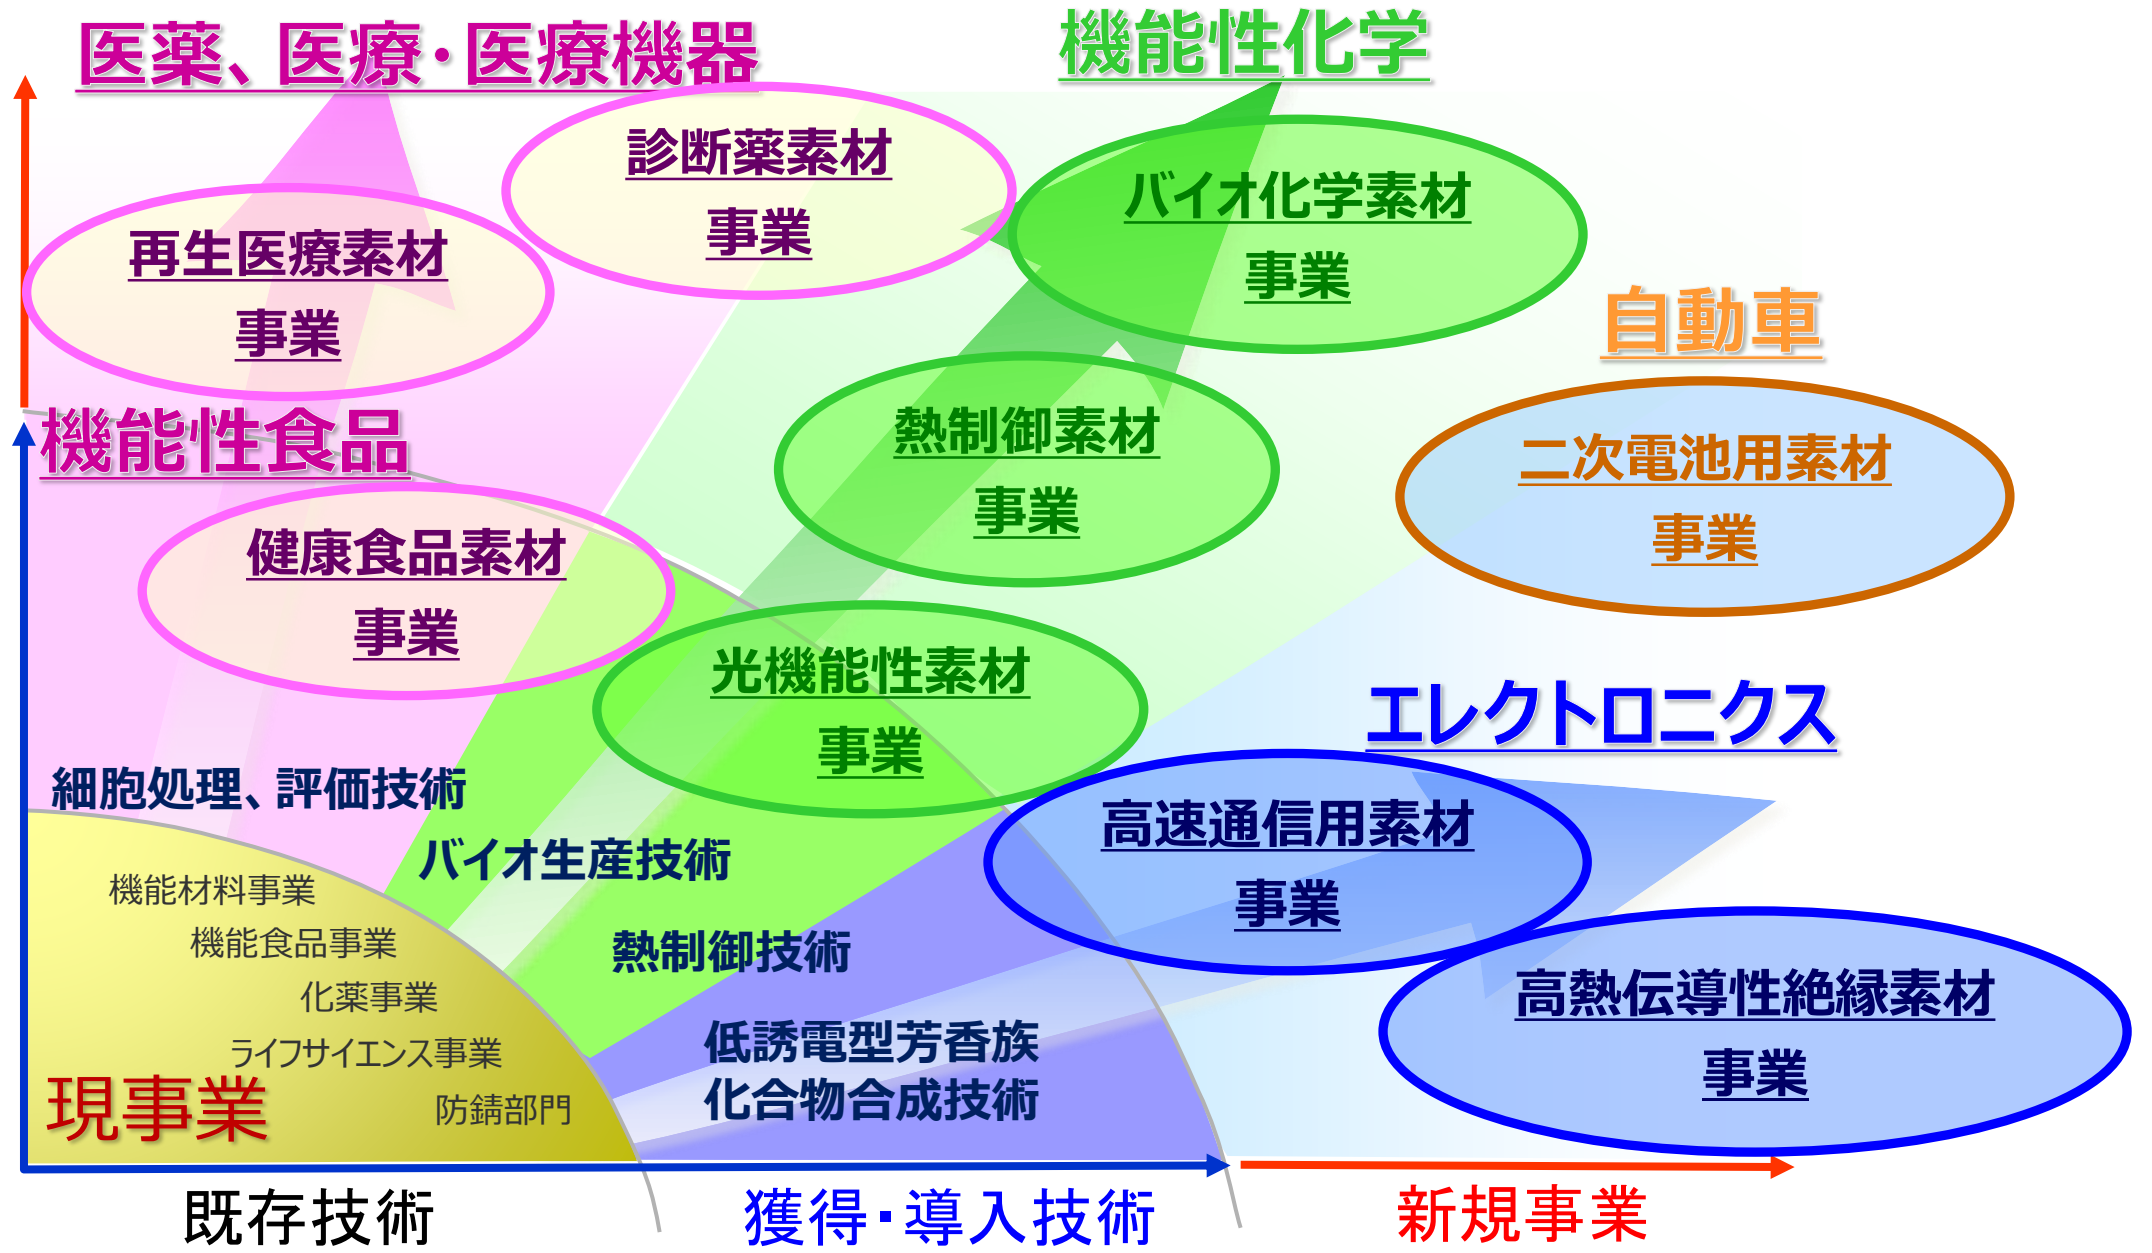 医薬、医療・医療機器
機能性化学
診断薬素材
事業
バイオ化学素材
事業
再生医療素材
事業
自動車
機能性食品
熱制御素材
事業
二次電池用素材
事業
健康食品素材
事業
光機能性素材
事業
エレクトロニクス
細胞処理、評価技術
高速通信用素材
事業
バイオ生産技術
機能材料事業
熱制御技術
機能食品事業
高熱伝導性絶縁素材
事業
化薬事業
ライフサイエンス事業
低誘電型芳香族
化合物合成技術
現事業
防錆部門
既存技術
獲得・導入技術
新規事業